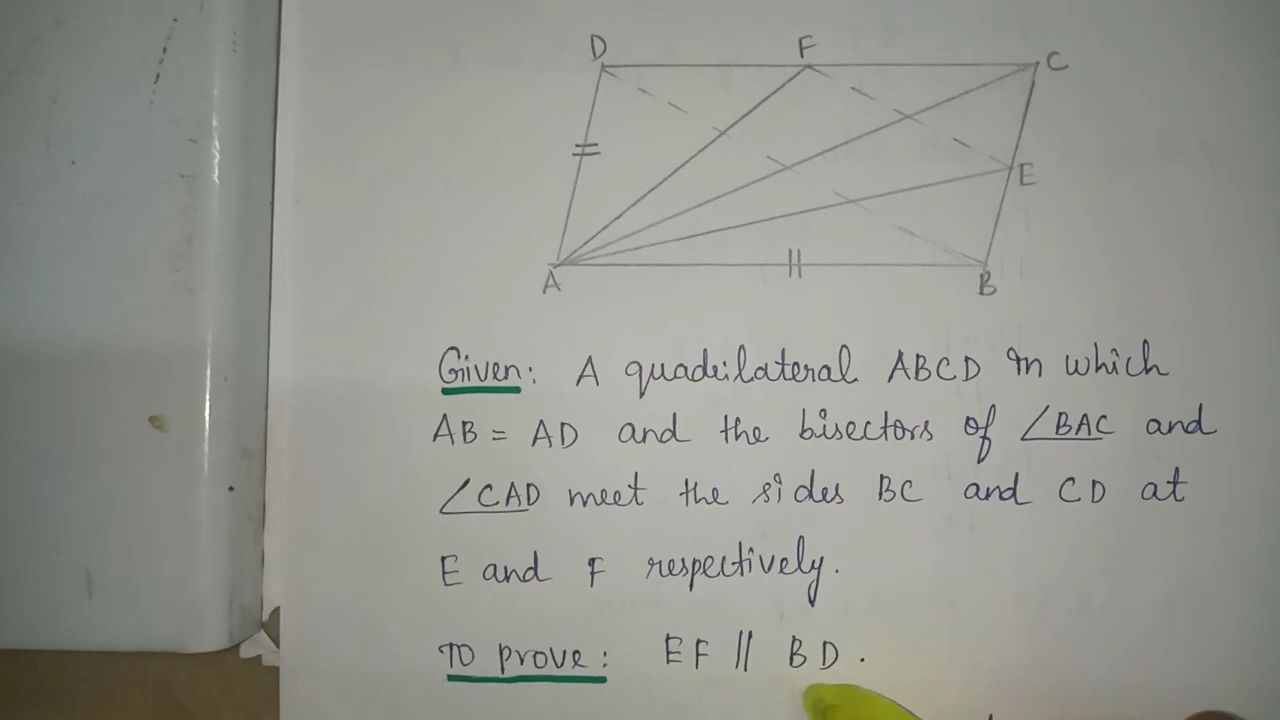 D F C
E
A B
Given: A quadrilateral ABCD in which
AB = AD and the bisectors of ∠BAC and
∠CAD meet the sides BC and CD at
E and F respectively.
TO prove: EF || BD.